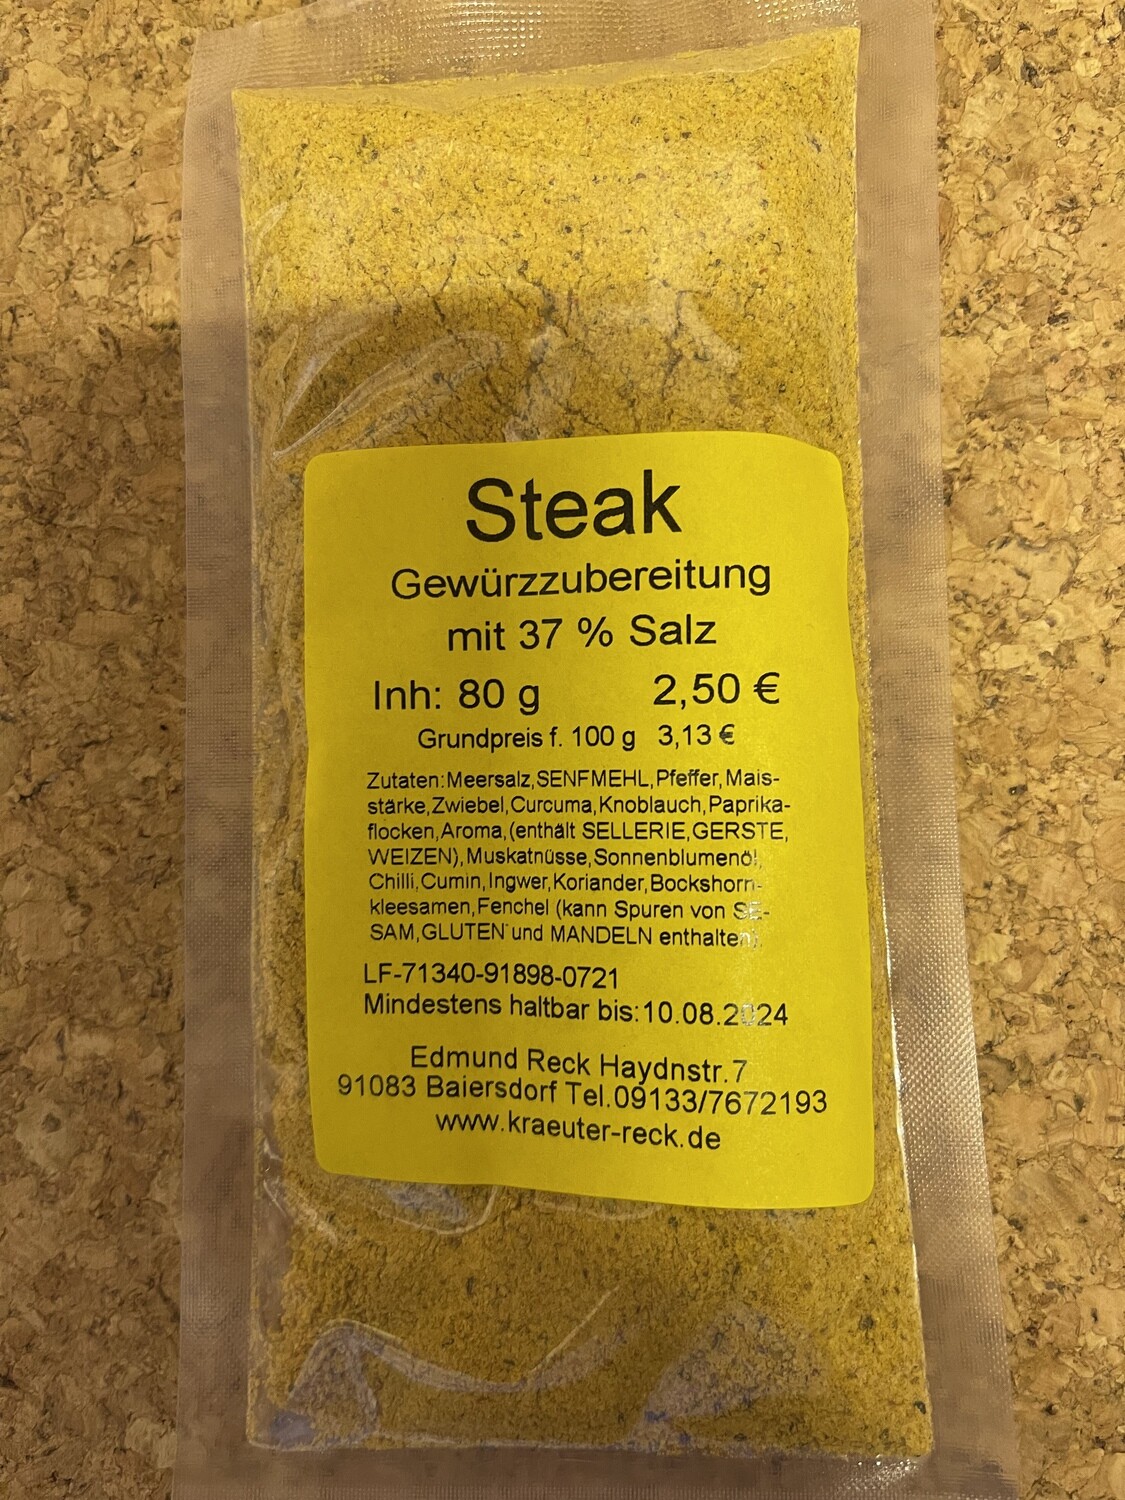 Steak
Gewürzzubereitung
mit 37 % Salz
Inh: 80 g 2,50 €
Grundpreis f. 100 g 3,13 €
Zutaten: Meersalz, SENFMEHL, Pfeffer, Mais-
stärke, Zwiebel, Curcuma, Knoblauch, Paprika-
flocken, Aroma, (enthält SELLERIE, GERSTE,
WEIZEN), Muskatnüsse, Sonnenblumenöl,
Chilli, Cumin, Ingwer, Koriander, Bockshorn-
kleesamen, Fenchel (kann Spuren von SE-
SAM, GLUTEN und MANDELN enthalten).
LF-71340-91898-0721
Mindestens haltbar bis: 10.08.2024
Edmund Reck Haydnstr.7
91083 Baiersdorf Tel.09133/7672193
www.kraeuter-reck.de